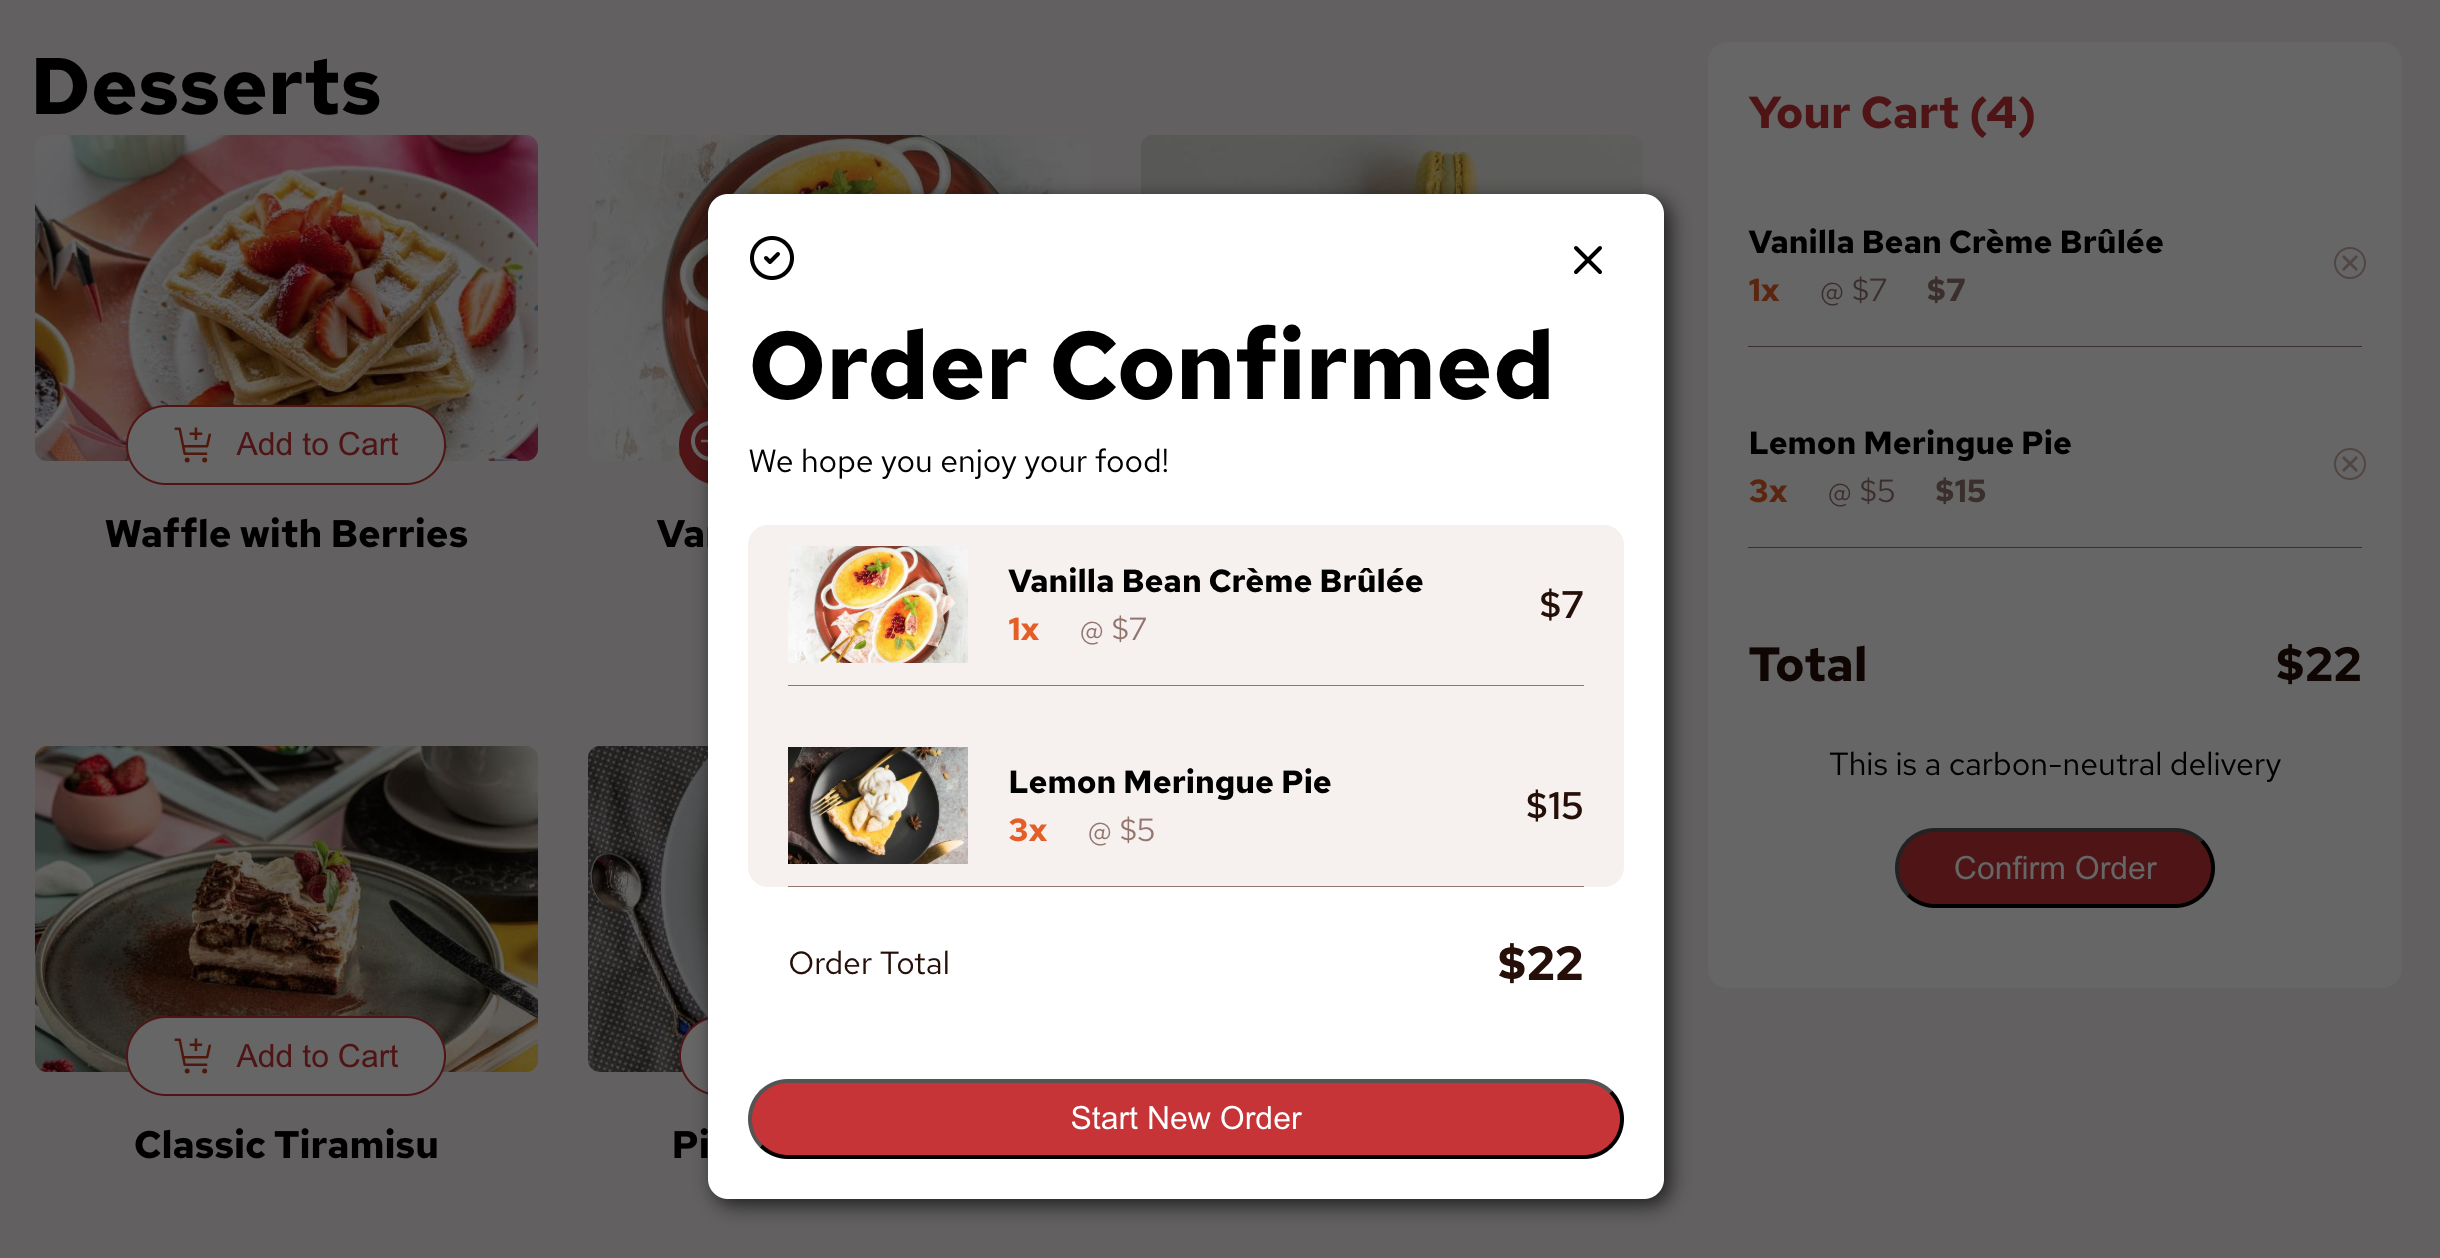 Desserts
Add to Cart
Waffle with Berries
Va
Add to Cart
Classic Tiramisu
Pi
Order Confirmed
We hope you enjoy your food!
Vanilla Bean Crème Brûlée
1x @ $7
$7
Lemon Meringue Pie
3x @ $5
$15
Order Total $22
Start New Order
Your Cart (4)
Vanilla Bean Crème Brûlée
1x @ $7 $7
Lemon Meringue Pie
3x @ $5 $15
Total $22
This is a carbon-neutral delivery
Confirm Order